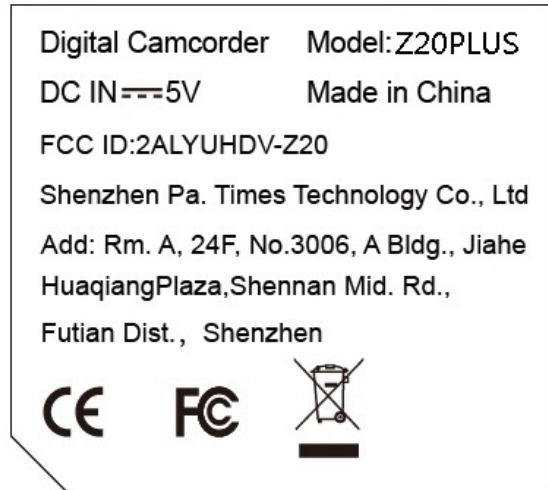 Digital Camcorder Model:Z20PLUS
DC IN⎓5V Made in China
FCC ID:2ALYUHDV-Z20
Shenzhen Pa. Times Technology Co., Ltd
Add: Rm. A, 24F, No.3006, A Bldg., Jiahe
HuaqiangPlaza,Shennan Mid. Rd.,
Futian Dist.,  Shenzhen
CE FC